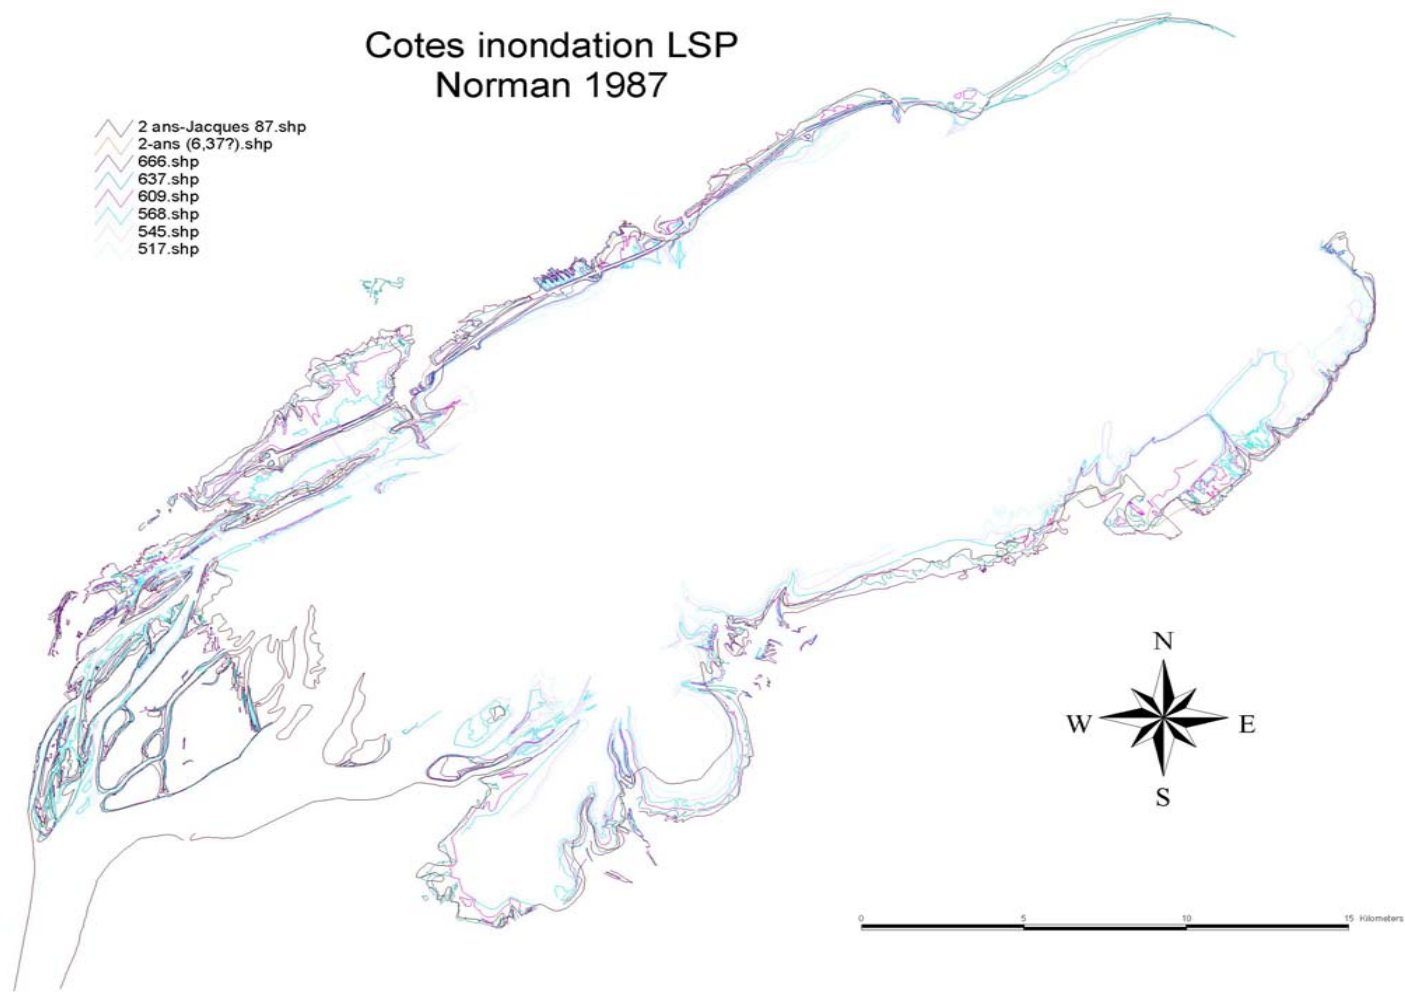 Cotes inondation LSP
Norman 1987
2 ans-Jacques 87.shp
2-ans (6,37?).shp
666.shp
637.shp
609.shp
568.shp
545.shp
517.shp
N
W E
S
0 5 10 15 Kilometers